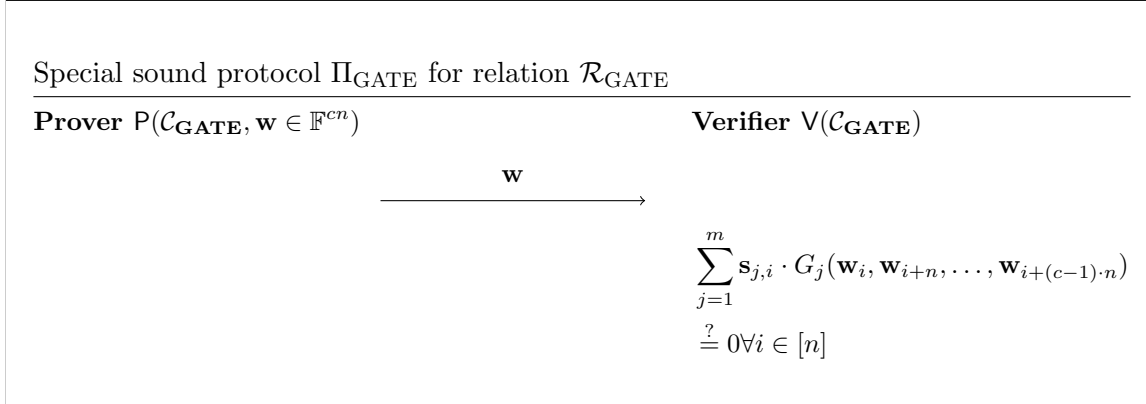 Special sound protocol Π_GATE for relation ℛ_GATE
Prover P(𝒞_GATE, w ∈ 𝔽^{cn})    Verifier V(𝒞_GATE)
w
∑_{j=1}^{m} s_{j,i} · G_j(w_i, w_{i+n}, . . . , w_{i+(c−1)·n})
≟ 0∀i ∈ [n]